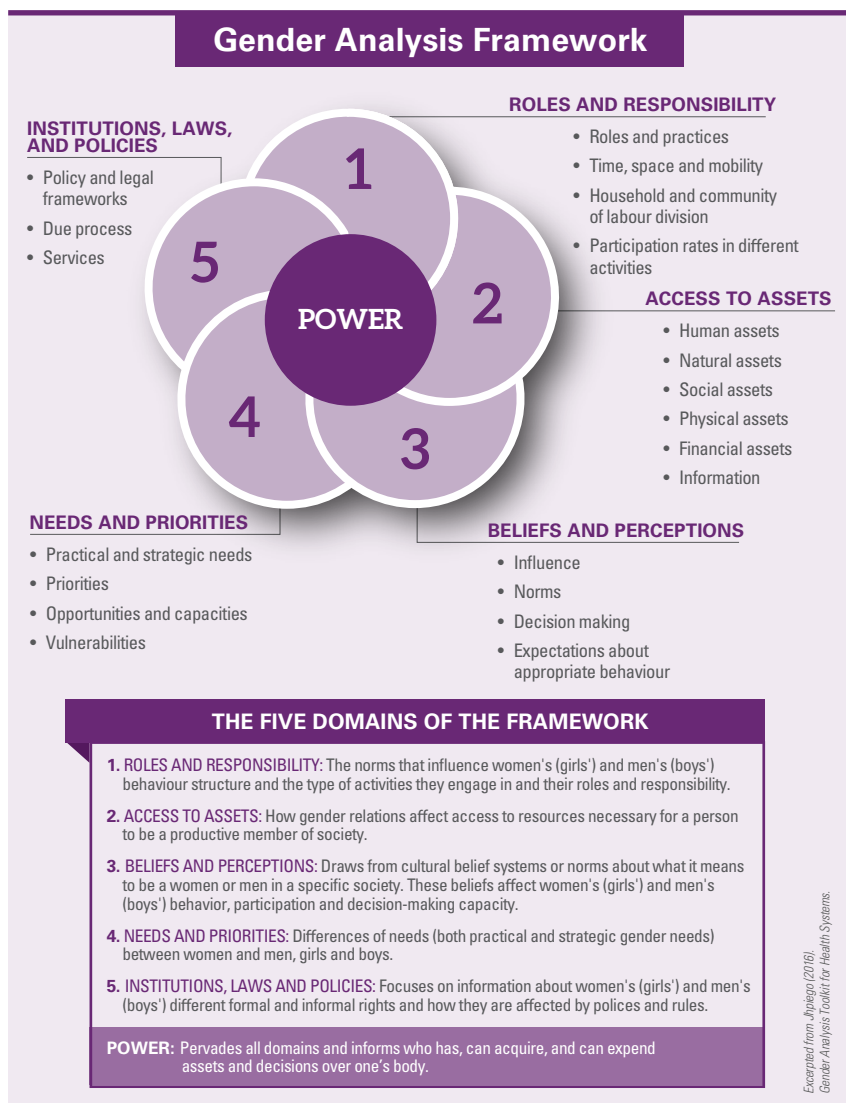 Gender Analysis Framework
INSTITUTIONS, LAWS,
AND POLICIES
• Policy and legal
frameworks
• Due process
• Services
ROLES AND RESPONSIBILITY
• Roles and practices
• Time, space and mobility
• Household and community
of labour division
• Participation rates in different
activities
1
2
3
4
5
POWER
ACCESS TO ASSETS
• Human assets
• Natural assets
• Social assets
• Physical assets
• Financial assets
• Information
NEEDS AND PRIORITIES
• Practical and strategic needs
• Priorities
• Opportunities and capacities
• Vulnerabilities
BELIEFS AND PERCEPTIONS
• Influence
• Norms
• Decision making
• Expectations about
appropriate behaviour
THE FIVE DOMAINS OF THE FRAMEWORK
1. ROLES AND RESPONSIBILITY: The norms that influence women's (girls') and men's (boys')
behaviour structure and the type of activities they engage in and their roles and responsibility.
2. ACCESS TO ASSETS: How gender relations affect access to resources necessary for a person
to be a productive member of society.
3. BELIEFS AND PERCEPTIONS: Draws from cultural belief systems or norms about what it means
to be a women or men in a specific society. These beliefs affect women's (girls') and men's
(boys') behavior, participation and decision-making capacity.
4. NEEDS AND PRIORITIES: Differences of needs (both practical and strategic gender needs)
between women and men, girls and boys.
5. INSTITUTIONS, LAWS AND POLICIES: Focuses on information about women's (girls') and men's
(boys') different formal and informal rights and how they are affected by polices and rules.
POWER: Pervades all domains and informs who has, can acquire, and can expend
assets and decisions over one's body.
Excerpted from Jhpiego (2016).
Gender Analysis Toolkit for Health Systems.